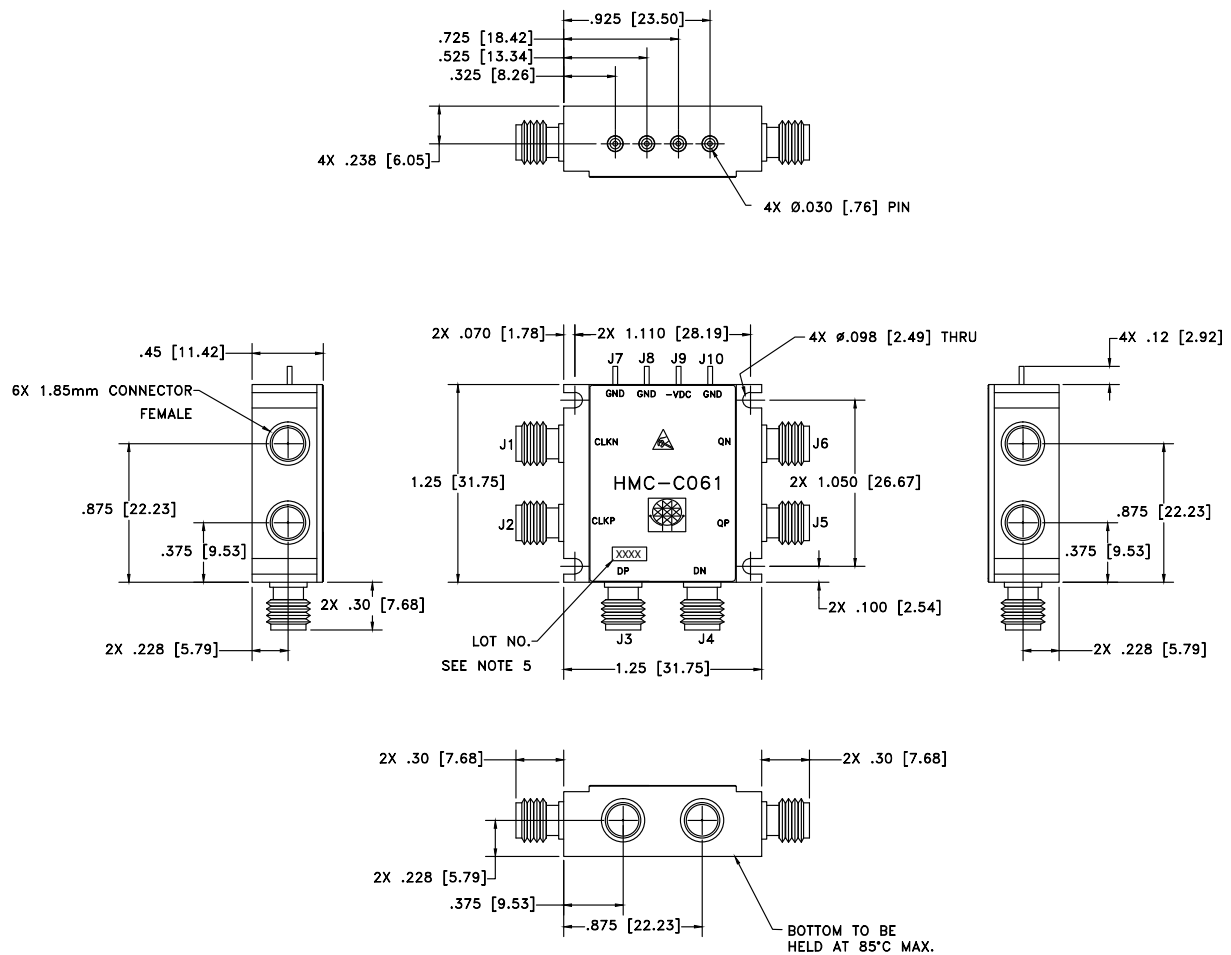 .925 [23.50]
.725 [18.42]
.525 [13.34]
.325 [8.26]
4X .238 [6.05]
4X Ø.030 [.76] PIN
2X .070 [1.78]
2X 1.110 [28.19]
4X Ø.098 [2.49] THRU
4X .12 [2.92]
.45 [11.42]
J7 J8 J9 J10
6X 1.85mm CONNECTOR
FEMALE
GND GND -VDC GND
J1
CLKN
QN
J6
1.25 [31.75]
HMC-C061
2X 1.050 [26.67]
.875 [22.23]
.875 [22.23]
J2
CLKP
QP
J5
.375 [9.53]
.375 [9.53]
XXXX
DP
DN
2X .30 [7.68]
2X .100 [2.54]
LOT NO.
SEE NOTE 5
J3
J4
2X .228 [5.79]
1.25 [31.75]
2X .228 [5.79]
2X .30 [7.68]
2X .30 [7.68]
2X .228 [5.79]
.375 [9.53]
.875 [22.23]
BOTTOM TO BE
HELD AT 85°C MAX.